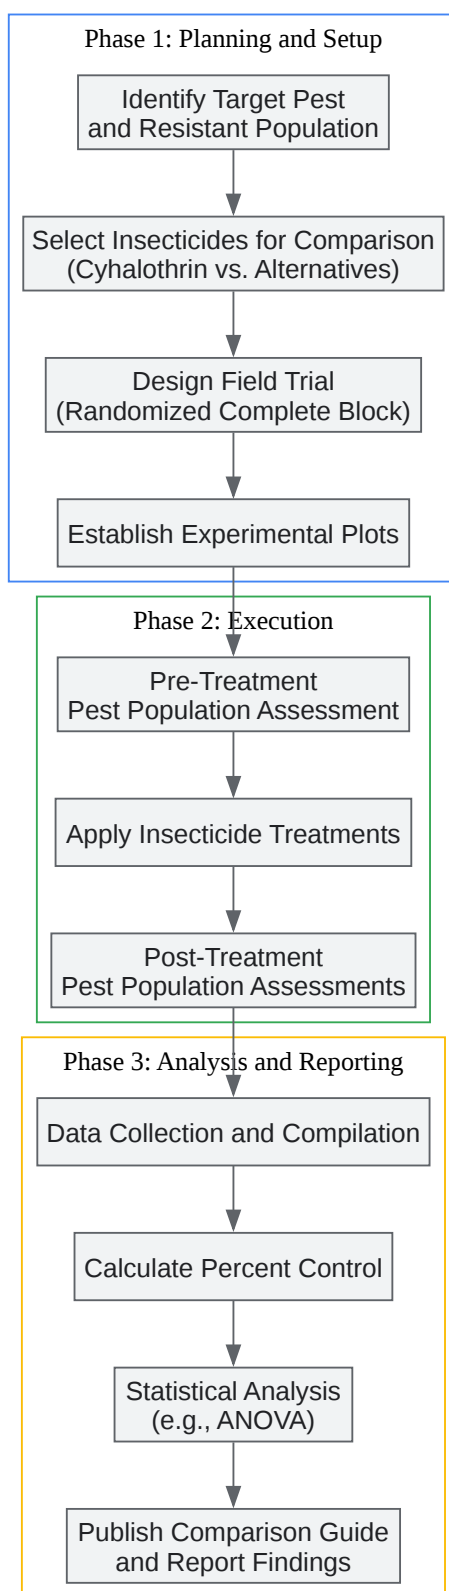 Phase 1: Planning and Setup
Identify Target Pest
and Resistant Population
Select Insecticides for Comparison
(Cyhalothrin vs. Alternatives)
Design Field Trial
(Randomized Complete Block)
Establish Experimental Plots
Phase 2: Execution
Pre-Treatment
Pest Population Assessment
Apply Insecticide Treatments
Post-Treatment
Pest Population Assessments
Phase 3: Analysis and Reporting
Data Collection and Compilation
Calculate Percent Control
Statistical Analysis
(e.g., ANOVA)
Publish Comparison Guide
and Report Findings